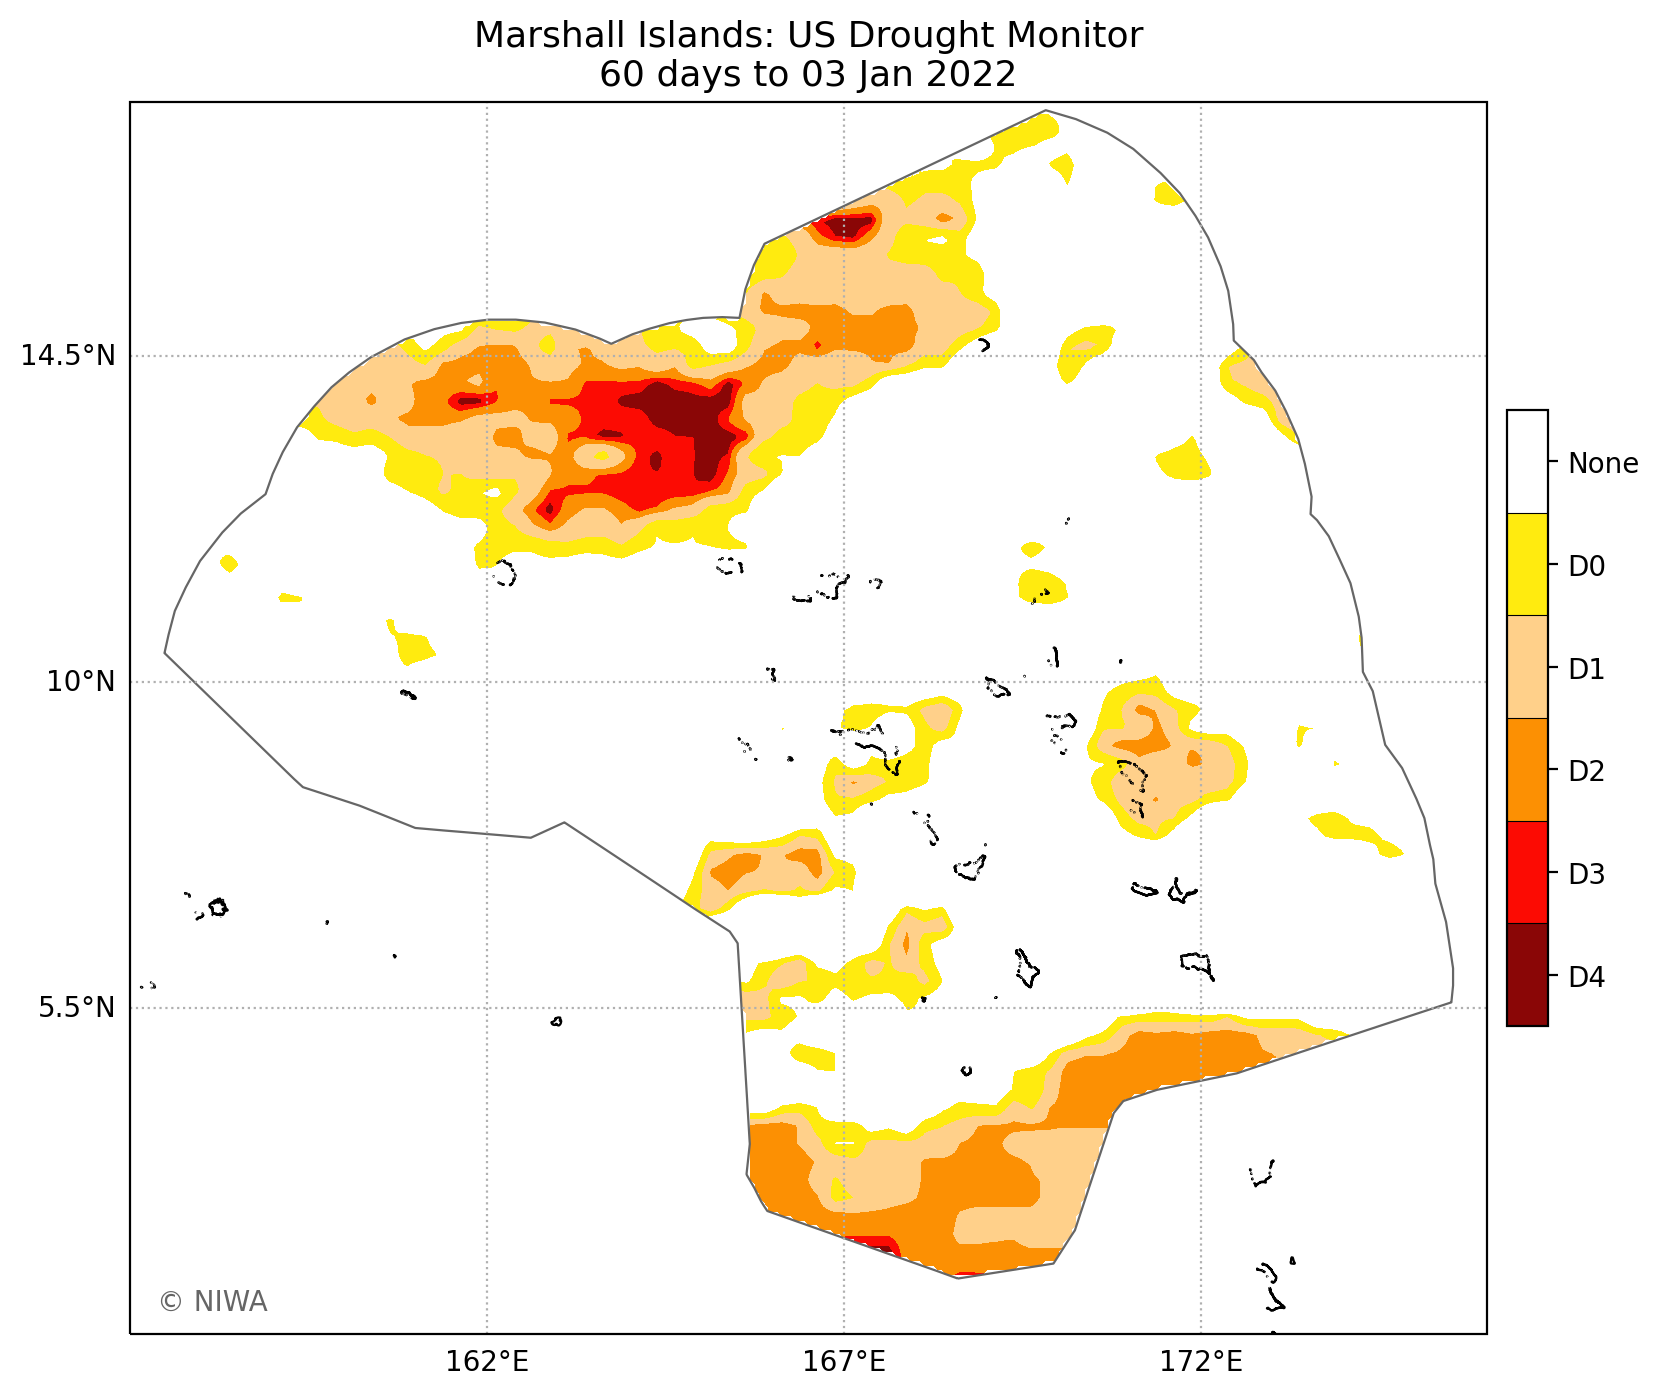 Marshall Islands: US Drought Monitor
60 days to 03 Jan 2022
14.5°N
10°N
5.5°N
162°E
167°E
172°E
None
D0
D1
D2
D3
D4
© NIWA